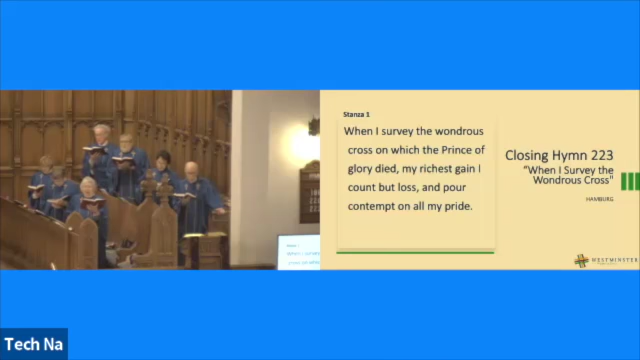 Stanza 1
When I survey the wondrous
cross on which the Prince of
glory died, my richest gain I
count but loss, and pour
contempt on all my pride.
Closing Hymn 223
"When I Survey the
Wondrous Cross"
HAMBURG
WESTMINSTER
Tech Na